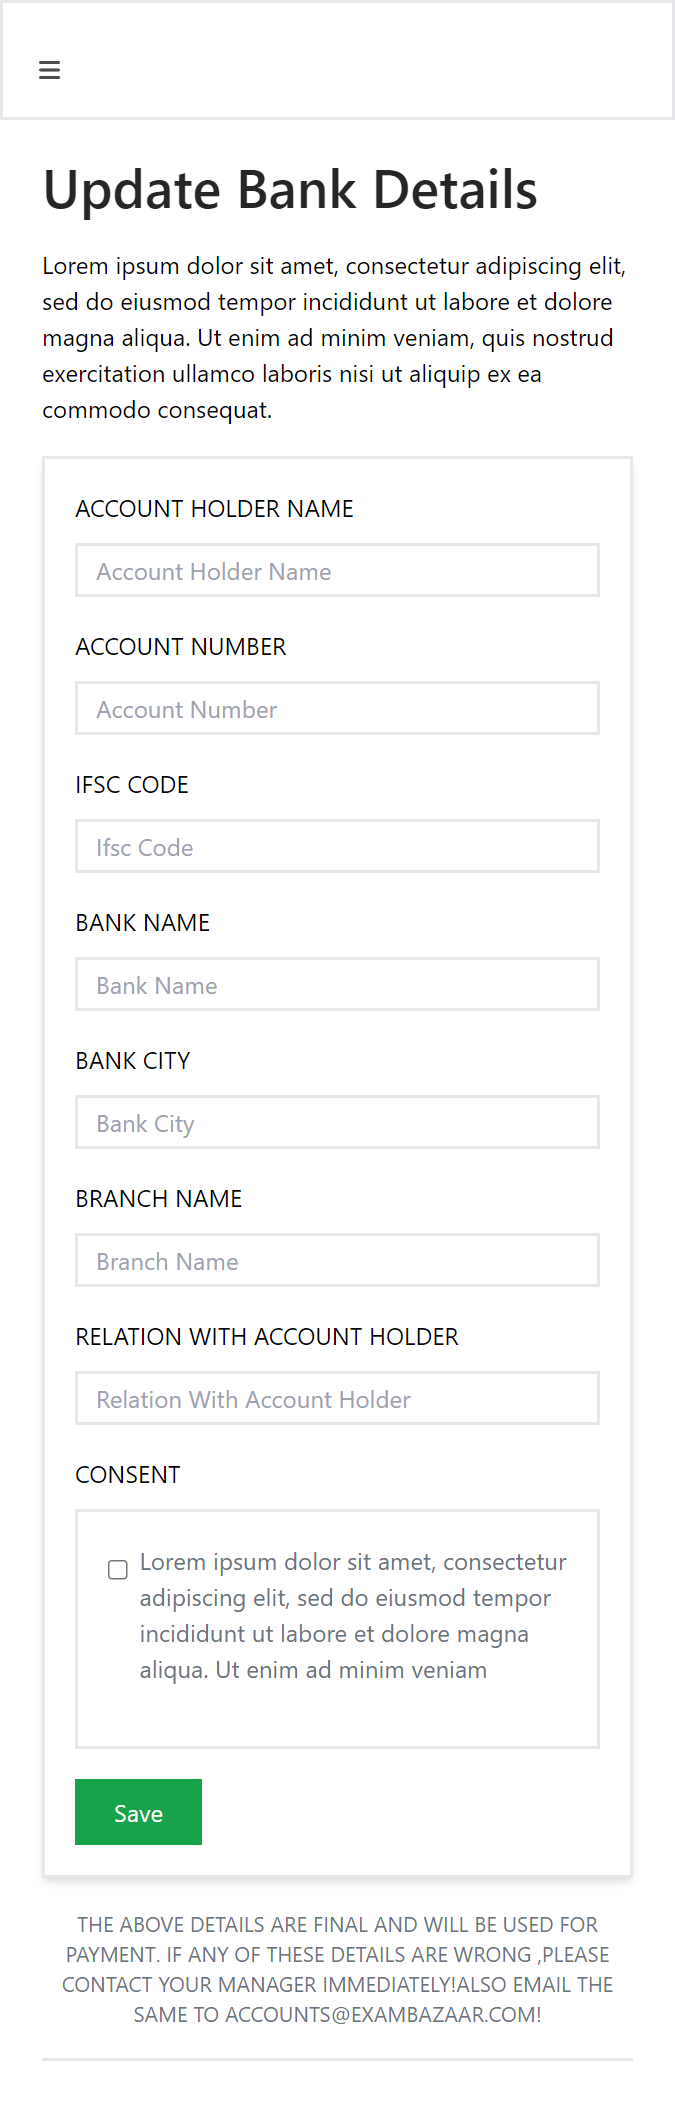 Update Bank Details
Lorem ipsum dolor sit amet, consectetur adipiscing elit,
sed do eiusmod tempor incididunt ut labore et dolore
magna aliqua. Ut enim ad minim veniam, quis nostrud
exercitation ullamco laboris nisi ut aliquip ex ea
commodo consequat.
ACCOUNT HOLDER NAME
Account Holder Name
ACCOUNT NUMBER
Account Number
IFSC CODE
Ifsc Code
BANK NAME
Bank Name
BANK CITY
Bank City
BRANCH NAME
Branch Name
RELATION WITH ACCOUNT HOLDER
Relation With Account Holder
CONSENT
Lorem ipsum dolor sit amet, consectetur
adipiscing elit, sed do eiusmod tempor
incididunt ut labore et dolore magna
aliqua. Ut enim ad minim veniam
Save
THE ABOVE DETAILS ARE FINAL AND WILL BE USED FOR
PAYMENT. IF ANY OF THESE DETAILS ARE WRONG ,PLEASE
CONTACT YOUR MANAGER IMMEDIATELY!ALSO EMAIL THE
SAME TO ACCOUNTS@EXAMBAZAAR.COM!